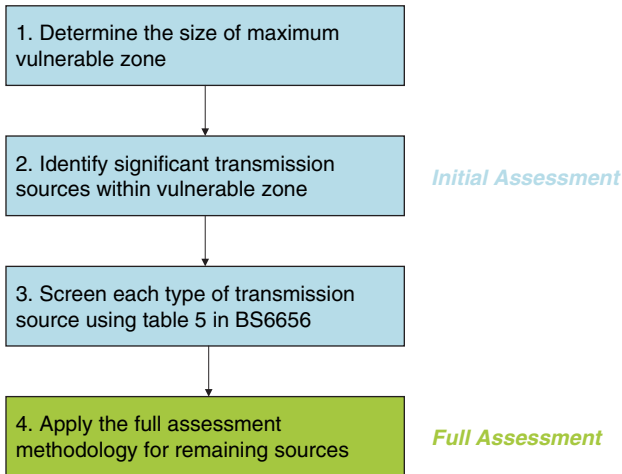 1. Determine the size of maximum
vulnerable zone
2. Identify significant transmission
sources within vulnerable zone
Initial Assessment
3. Screen each type of transmission
source using table 5 in BS6656
4. Apply the full assessment
methodology for remaining sources
Full Assessment